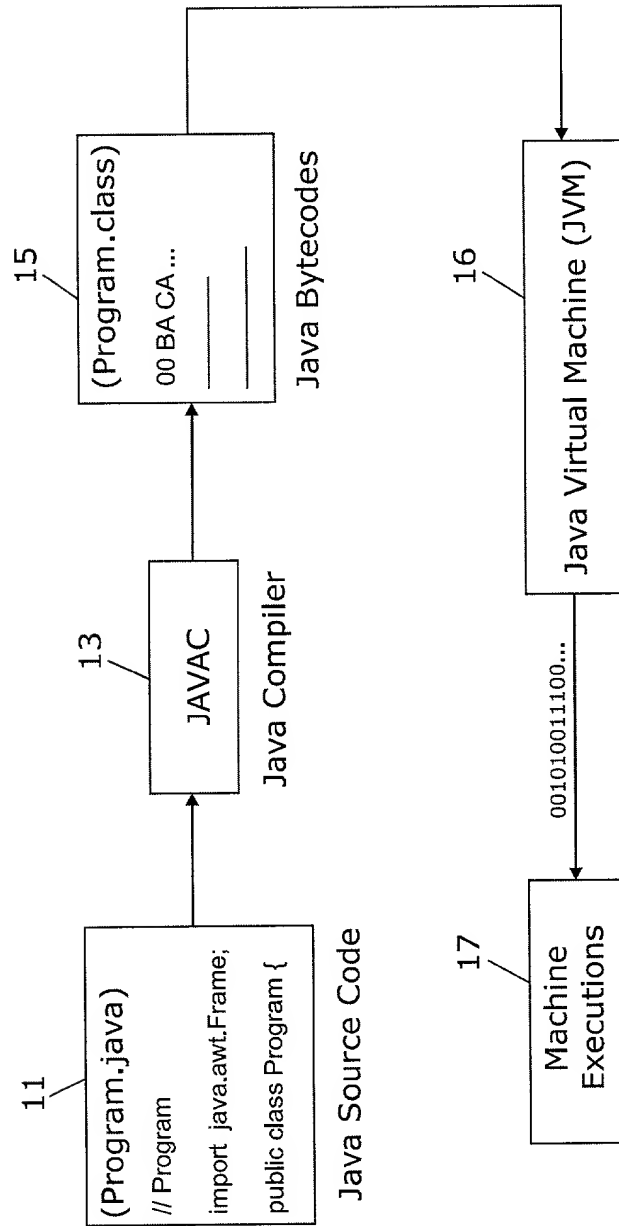 11
(Program.java)
// Program
import java.awt.Frame;
public class Program {
Java Source Code
13
JAVAC
Java Compiler
15
(Program.class)
00 BA CA ...
Java Bytecodes
16
Java Virtual Machine (JVM)
001010011100...
17
Machine
Executions